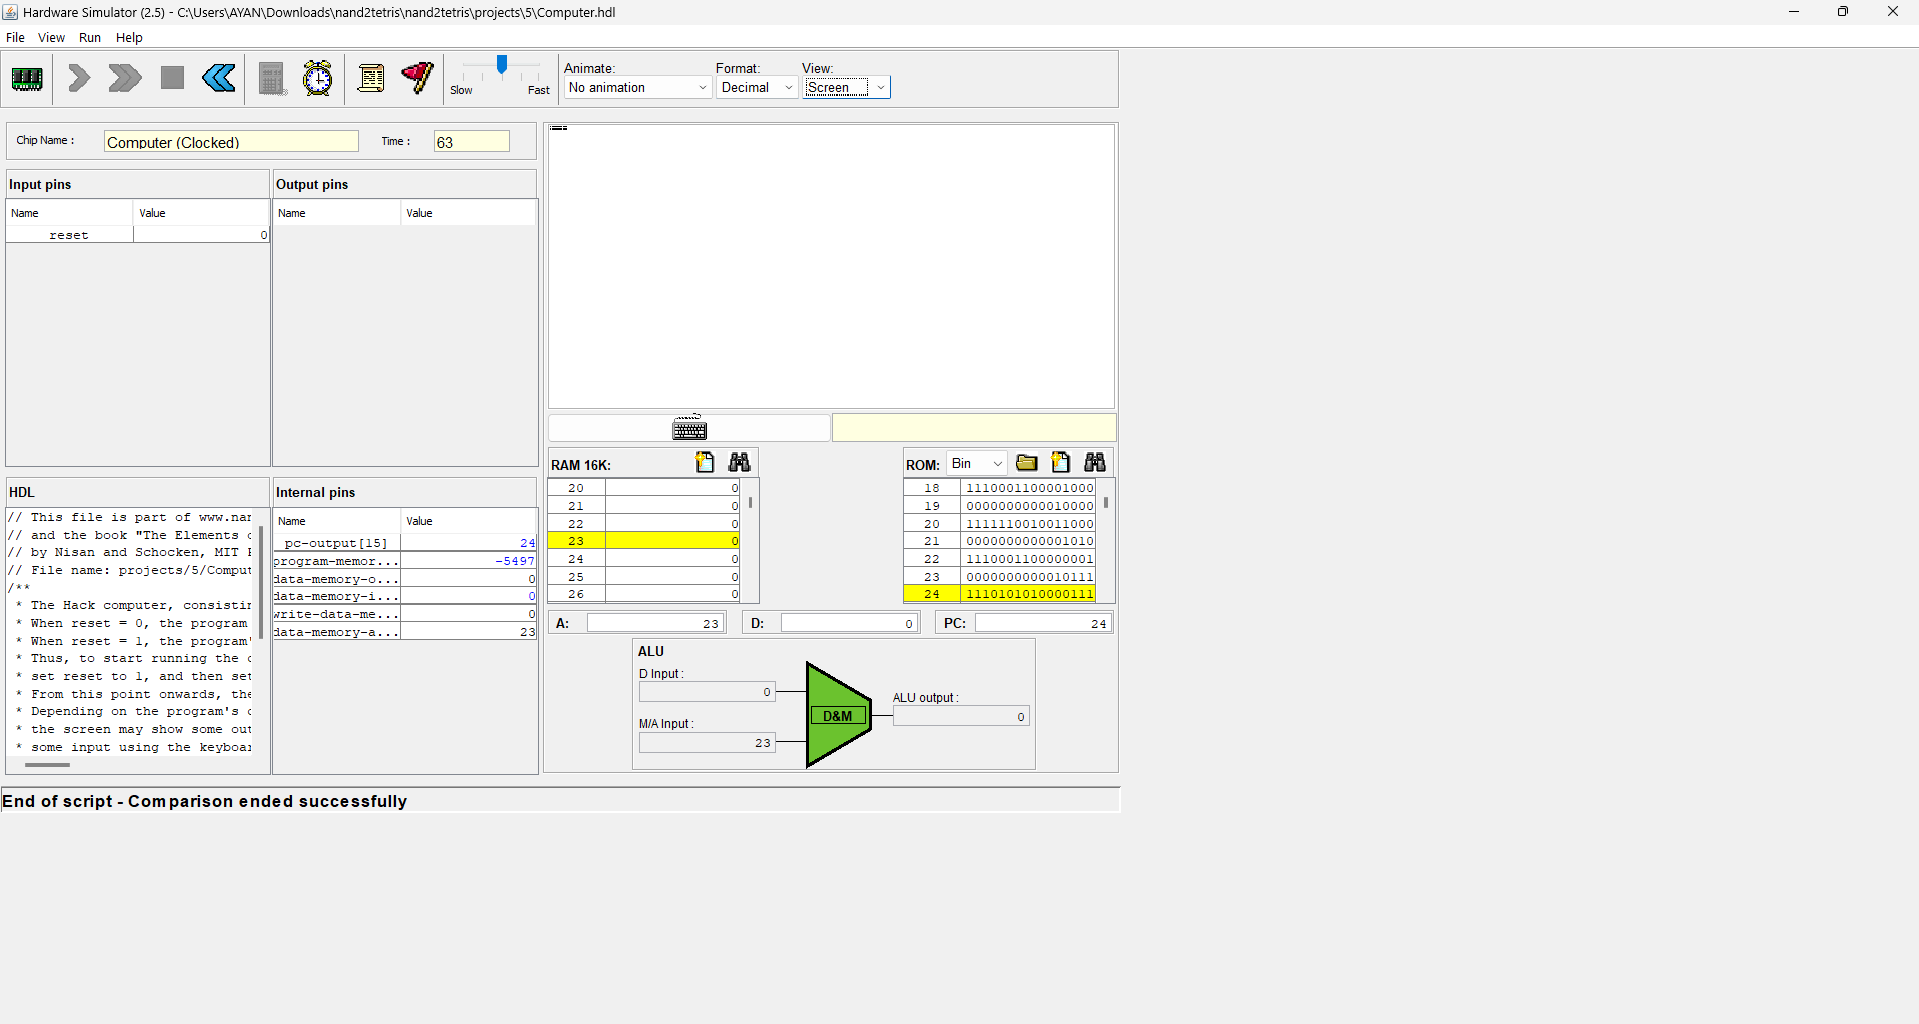 Hardware Simulator (2.5) - C:\Users\AYAN\Downloads\nand2tetris\nand2tetris\projects\5\Computer.hdl
File View Run Help
Slow Fast
Animate: Format: View:
No animation Decimal Screen
Chip Name : Computer (Clocked) Time : 63
Input pins
Name Value
reset 0
Output pins
Name Value
HDL
// This file is part of www.nan
// and the book "The Elements
// by Nisan and Schocken, MIT
// File name: projects/5/Comput
/**
* The Hack computer, consistin
* When reset = 0, the program
* When reset = 1, the program'
* Thus, to start running the
* set reset to 1, and then set
* From this point onwards, the
* Depending on the program's
* the screen may show some out
* some input using the keyboar
Internal pins
Name Value
pc-output[15] 24
program-memor... -5497
data-memory-o... 0
data-memory-i... 0
write-data-me... 0
data-memory-a... 23
RAM 16K:
20 0
21 0
22 0
23 0
24 0
25 0
26 0
ROM: Bin
18 1110001100001000
19 0000000000010000
20 1111110010011000
21 0000000000001010
22 1110001100000001
23 0000000000010111
24 1110101010000111
A: 23 D: 0 PC: 24
ALU
D Input : 0
M/A Input : 23
D&M
ALU output : 0
End of script - Comparison ended successfully